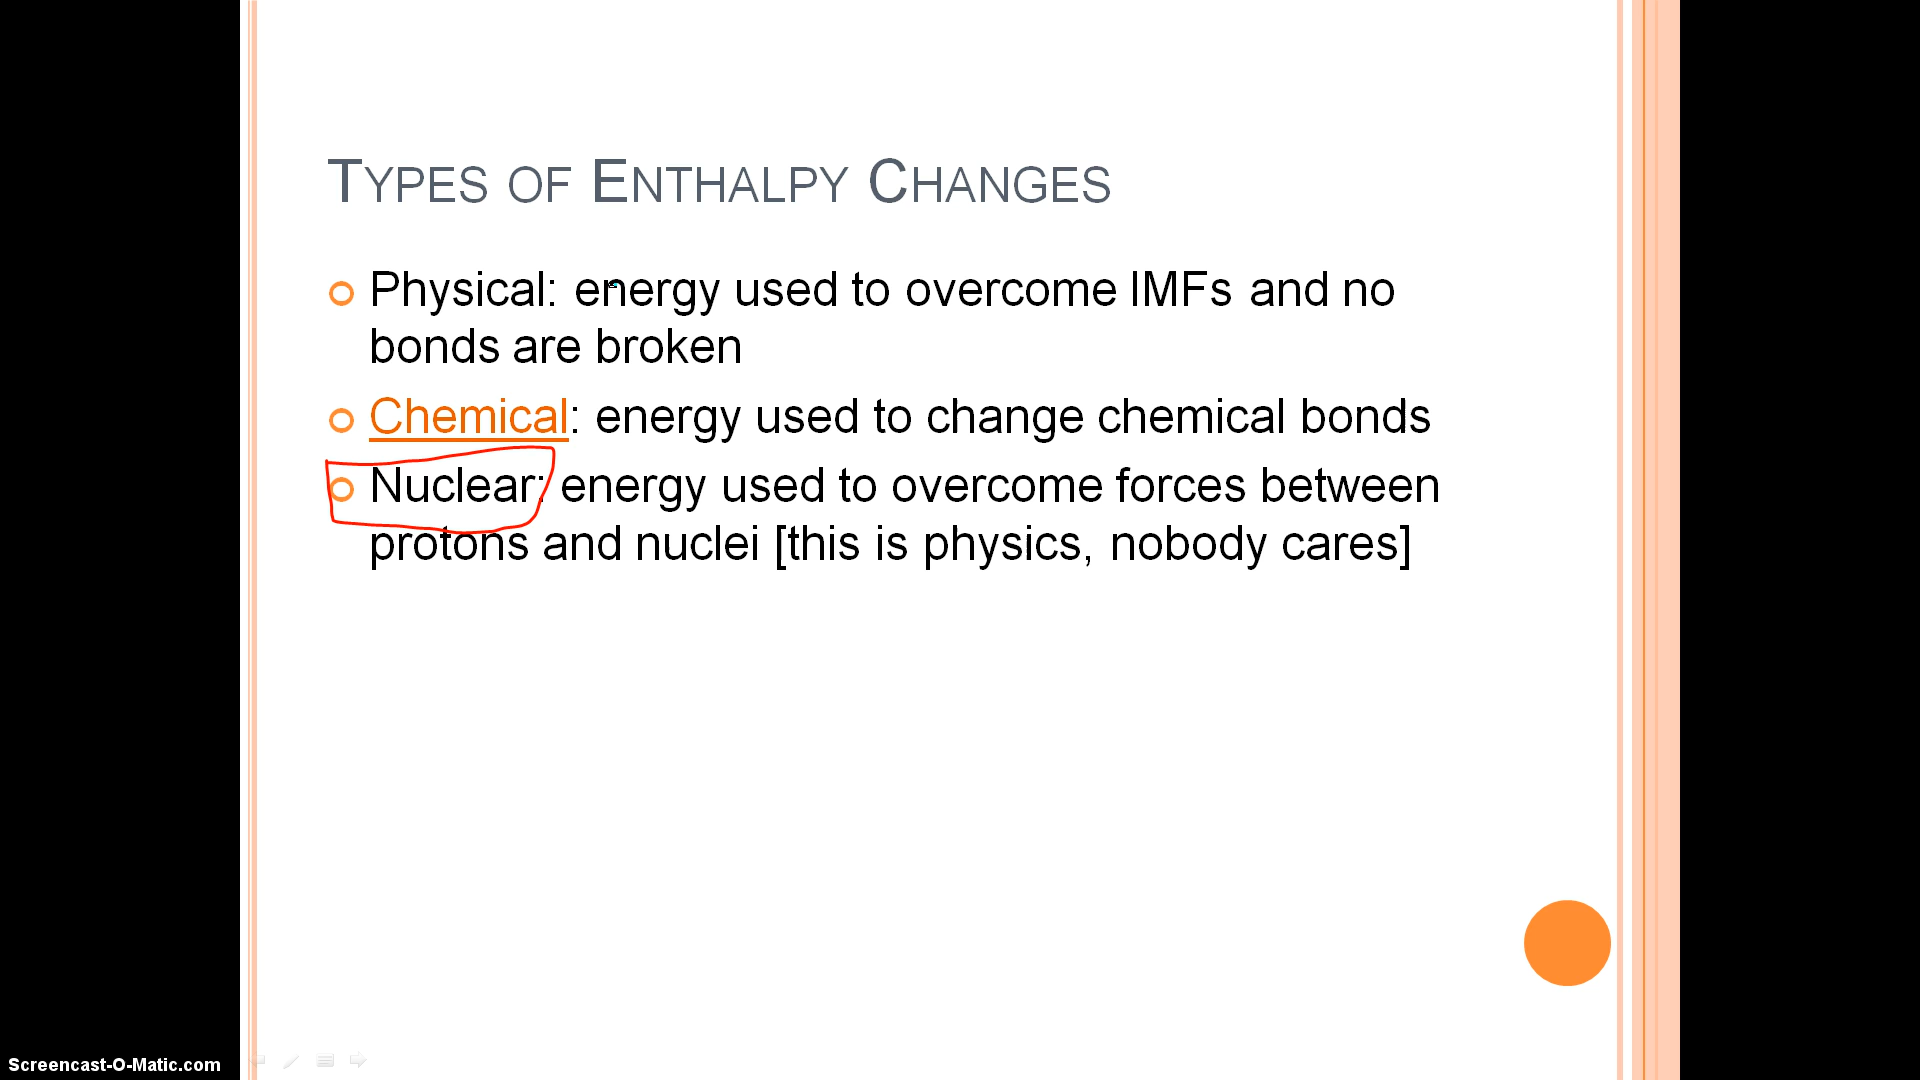 TYPES OF ENTHALPY CHANGES
Physical: energy used to overcome IMFs and no
bonds are broken
Chemical: energy used to change chemical bonds
Nuclear: energy used to overcome forces between
protons and nuclei [this is physics, nobody cares]
Screencast-O-Matic.com